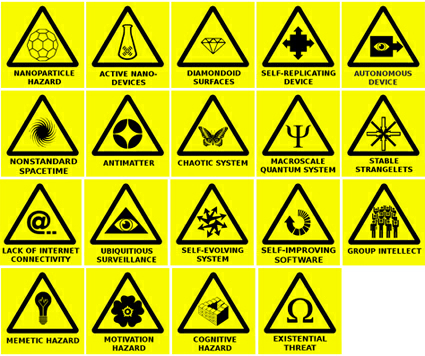 NANOPARTICLE
HAZARD
ACTIVE NANO-
DEVICES
DIAMONDOID
SURFACES
SELF-REPLICATING
DEVICE
AUTONOMOUS
DEVICE
NONSTANDARD
SPACETIME
ANTIMATTER
CHAOTIC SYSTEM
MACROSCALE
QUANTUM SYSTEM
STABLE
STRANGELETS
@...
LACK OF INTERNET
CONNECTIVITY
UBIQUITIOUS
SURVEILLANCE
SELF-EVOLVING
SYSTEM
SELF-IMPROVING
SOFTWARE
GROUP INTELLECT
MEMETIC HAZARD
MOTIVATION
HAZARD
COGNITIVE
HAZARD
Ω
EXISTENTIAL
THREAT